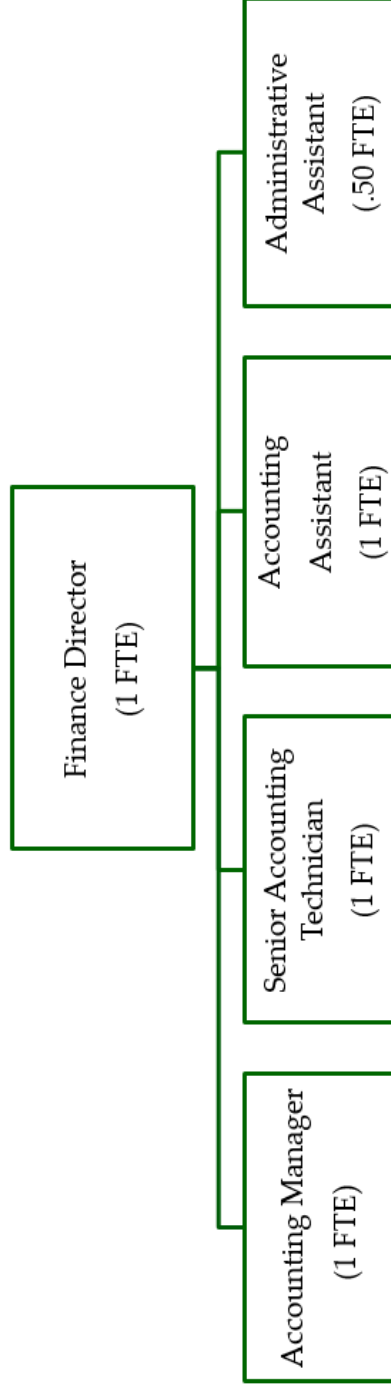 Finance Director
(1 FTE)
Accounting Manager
(1 FTE)
Senior Accounting
Technician
(1 FTE)
Accounting
Assistant
(1 FTE)
Administrative
Assistant
(.50 FTE)